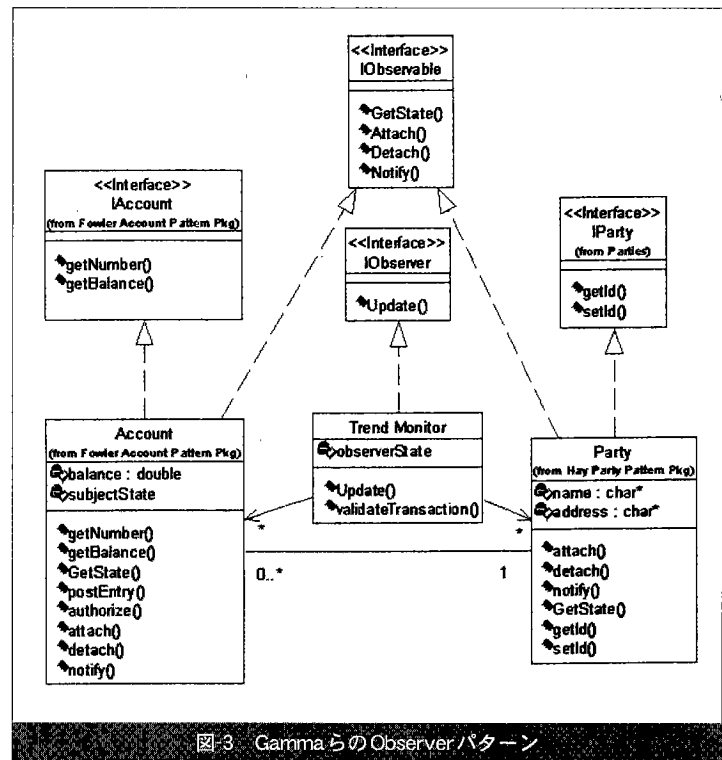 <<Interface>>
IObservable
GetState()
Attach()
Detach()
Notify()
<<Interface>>
IAccount
(from Fowler Account Pattern Pkg)
getNumber()
getBalance()
<<Interface>>
IObserver
Update()
<<Interface>>
IParty
(from Parties)
getId()
setId()
Account
(from Fowler Account Pattern Pkg)
balance : double
subjectState
getNumber()
getBalance()
GetState()
postEntry()
authorize()
attach()
detach()
notify()
Trend Monitor
observerState
Update()
validateTransaction()
Party
(from Hay Party Pattern Pkg)
name : char*
address : char*
attach()
detach()
notify()
GetState()
getId()
setId()
*
*
0..*
1
図-3 GammaらのObserverパターン